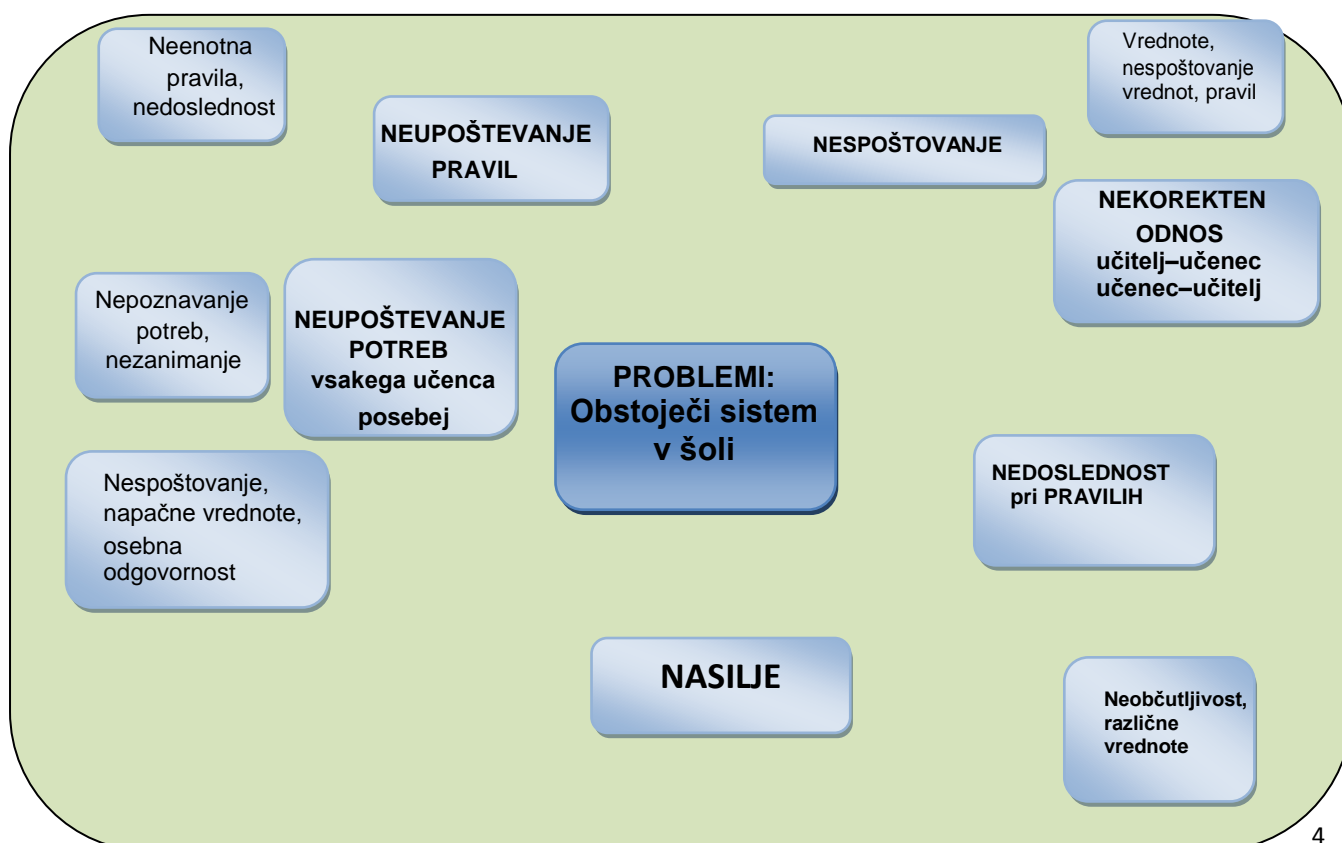 Neenotna
pravila,
nedoslednost
NEUPOŠTEVANJE
PRAVIL
NESPOŠTOVANJE
Vrednote,
nespoštovanje
vrednot, pravil
NEKOREKTEN
ODNOS
učitelj–učenec
učenec–učitelj
Nepoznavanje
potreb,
nezanimanje
NEUPOŠTEVANJE
POTREB
vsakega učenca
posebej
PROBLEMI:
Obstoječi sistem
v šoli
Nespoštovanje,
napačne vrednote,
osebna
odgovornost
NEDOSLEDNOST
pri PRAVILIH
NASILJE
Neobčutljivost,
različne
vrednote
4